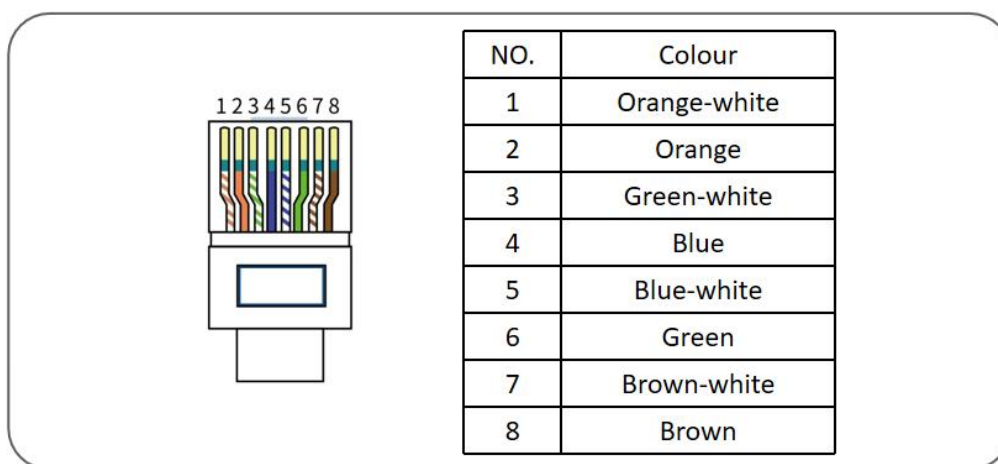 12345678
NO. Colour
1 Orange-white
2 Orange
3 Green-white
4 Blue
5 Blue-white
6 Green
7 Brown-white
8 Brown